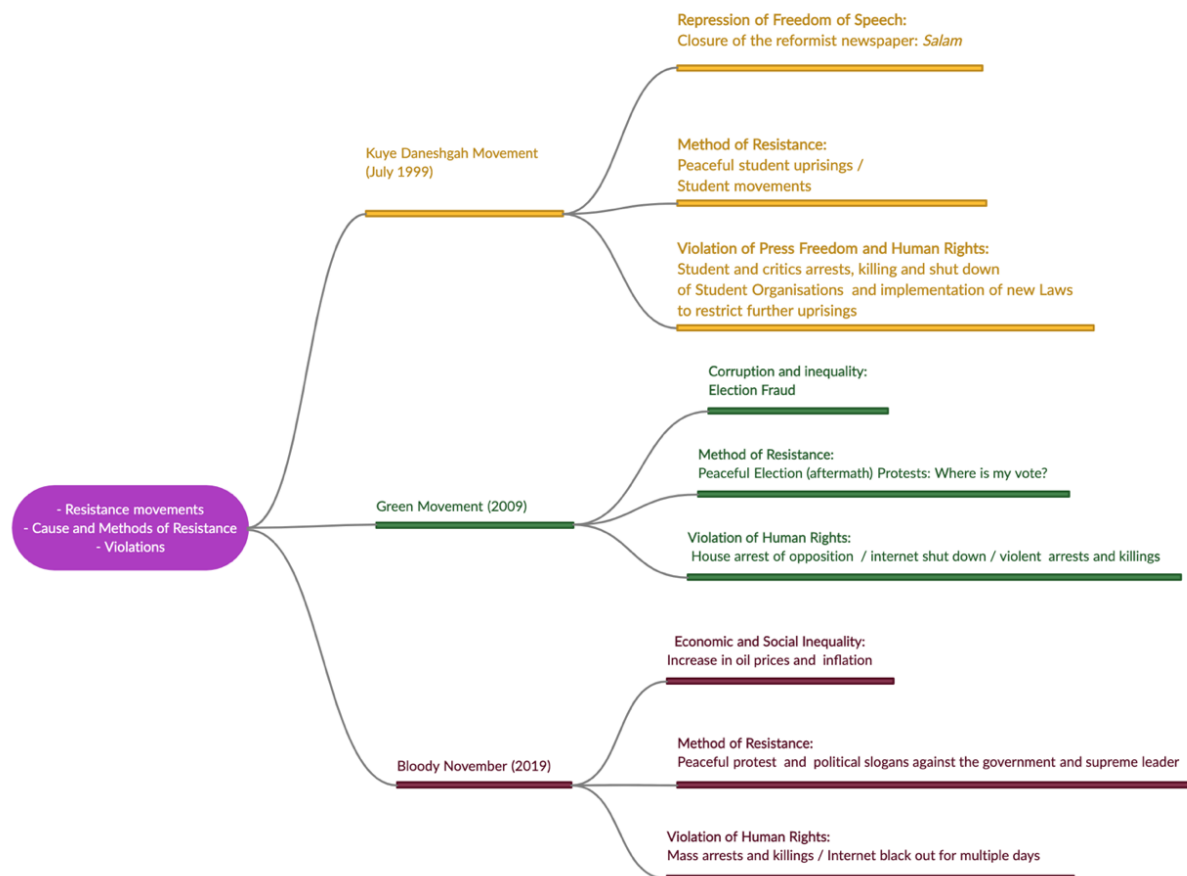 - Resistance movements
- Cause and Methods of Resistance
- Violations
Kuye Daneshgah Movement
(July 1999)
Repression of Freedom of Speech:
Closure of the reformist newspaper: Salam
Method of Resistance:
Peaceful student uprisings /
Student movements
Violation of Press Freedom and Human Rights:
Student and critics arrests, killing and shut down
of Student Organisations and implementation of new Laws
to restrict further uprisings
Green Movement (2009)
Corruption and inequality:
Election Fraud
Method of Resistance:
Peaceful Election (aftermath) Protests: Where is my vote?
Violation of Human Rights:
House arrest of opposition / internet shut down / violent arrests and killings
Bloody November (2019)
Economic and Social Inequality:
Increase in oil prices and inflation
Method of Resistance:
Peaceful protest and political slogans against the government and supreme leader
Violation of Human Rights:
Mass arrests and killings / Internet black out for multiple days